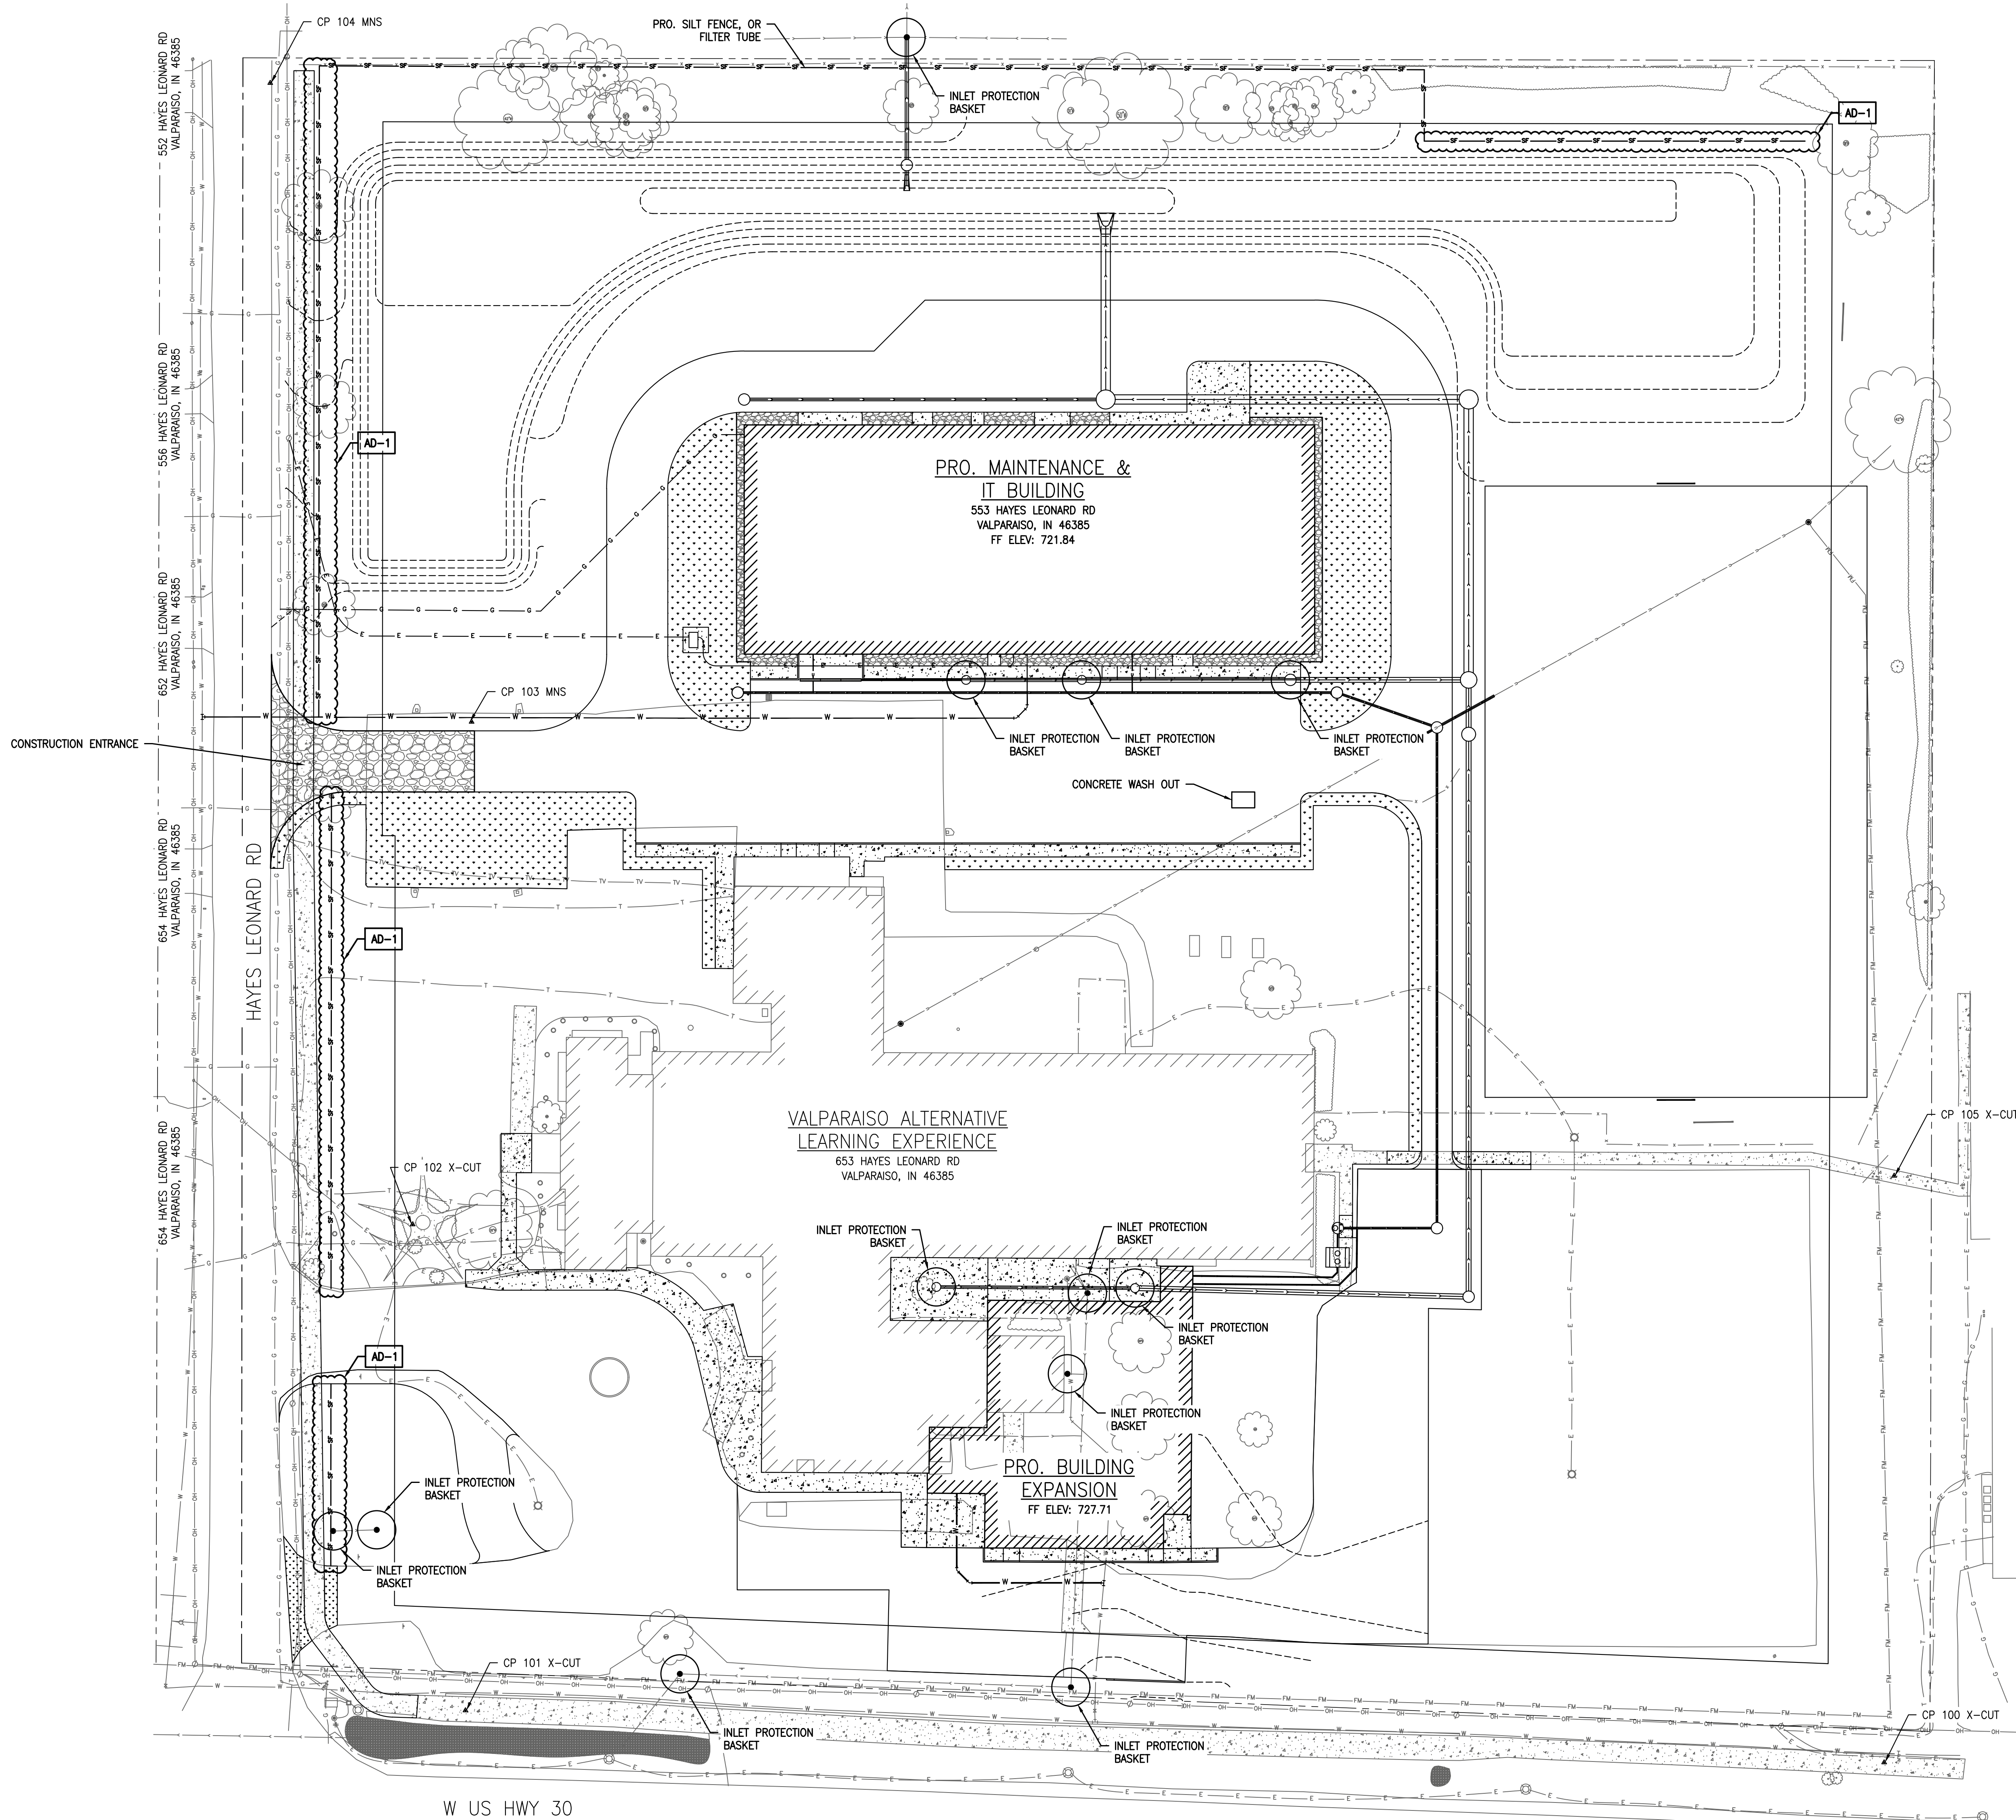 CP 104 MNS
PRO. SILT FENCE, OR
FILTER TUBE
INLET PROTECTION
BASKET
AD-1
552 HAYES LEONARD RD
VALPARAISO, IN 46385
556 HAYES LEONARD RD
VALPARAISO, IN 46385
AD-1
PRO. MAINTENANCE &
IT BUILDING
553 HAYES LEONARD RD
VALPARAISO, IN 46385
FF ELEV: 721.84
652 HAYES LEONARD RD
VALPARAISO, IN 46385
CP 103 MNS
CONSTRUCTION ENTRANCE
INLET PROTECTION
BASKET
INLET PROTECTION
BASKET
INLET PROTECTION
BASKET
CONCRETE WASH OUT
654 HAYES LEONARD RD
VALPARAISO, IN 46385
HAYES LEONARD RD
AD-1
VALPARAISO ALTERNATIVE
LEARNING EXPERIENCE
653 HAYES LEONARD RD
VALPARAISO, IN 46385
CP 105 X-CUT
654 HAYES LEONARD RD
VALPARAISO, IN 46385
CP 102 X-CUT
INLET PROTECTION
BASKET
INLET PROTECTION
BASKET
INLET PROTECTION
BASKET
AD-1
INLET PROTECTION
BASKET
PRO. BUILDING
EXPANSION
FF ELEV: 727.71
INLET PROTECTION
BASKET
INLET PROTECTION
BASKET
CP 101 X-CUT
INLET PROTECTION
BASKET
INLET PROTECTION
BASKET
CP 100 X-CUT
W US HWY 30